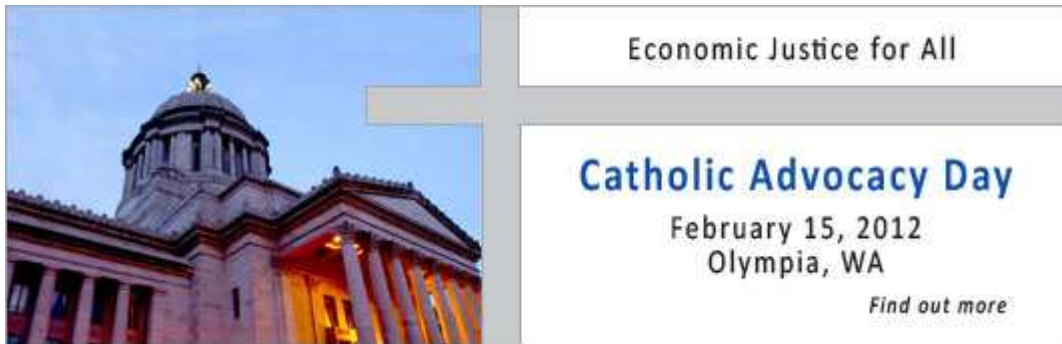 Economic Justice for All
Catholic Advocacy Day
February 15, 2012
Olympia, WA
Find out more